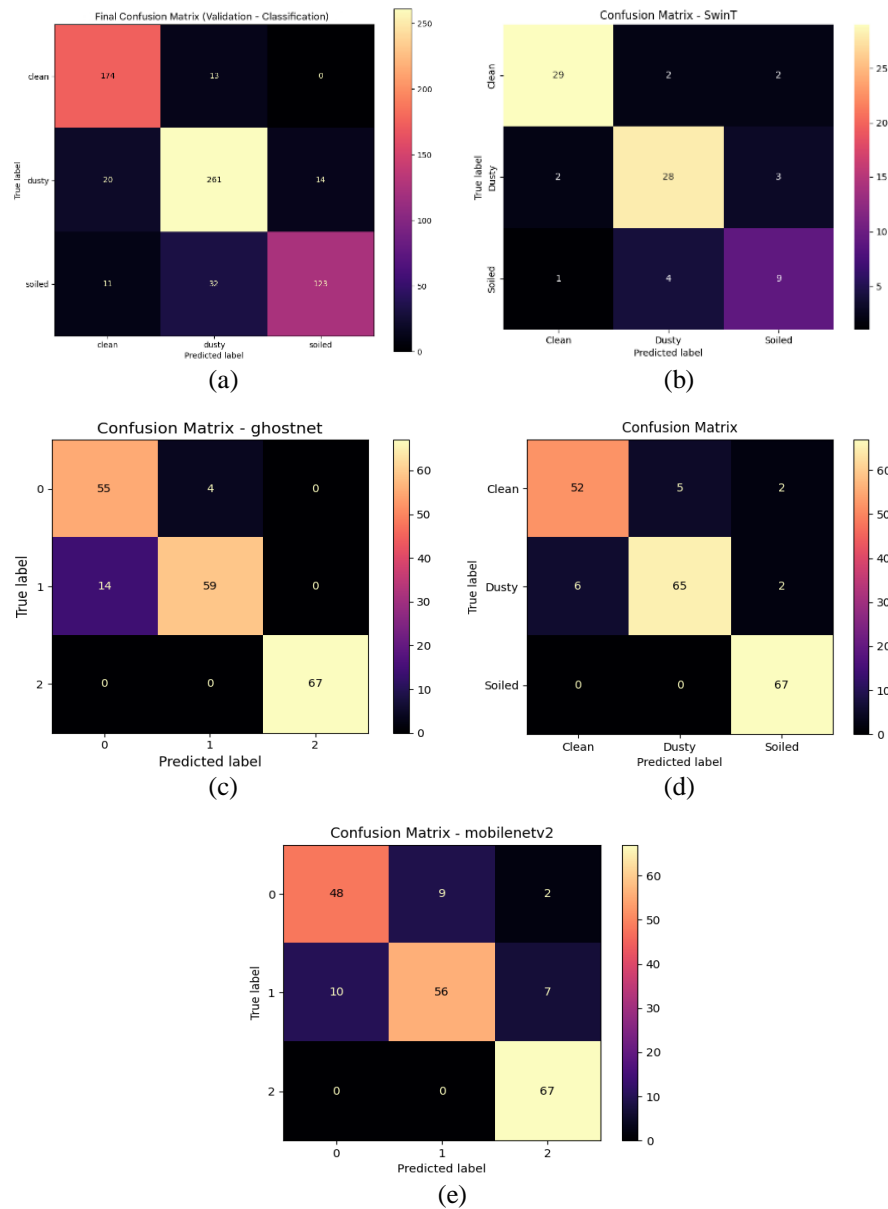 Final Confusion Matrix (Validation - Classification)
clean 174 13 0
dusty 20 261 14
soiled 11 32 123
True label
clean dusty soiled
Predicted label
250
200
150
100
50
0
(a)
Confusion Matrix - SwinT
Clean 29 2 2
Dusty 2 28 3
Soiled 1 4 9
True label
Clean Dusty Soiled
Predicted label
25
20
15
10
5
(b)
Confusion Matrix - ghostnet
0 55 4 0
1 14 59 0
2 0 0 67
True label
0 1 2
Predicted label
60
50
40
30
20
10
0
(c)
Confusion Matrix
Clean 52 5 2
Dusty 6 65 2
Soiled 0 0 67
True label
Clean Dusty Soiled
Predicted label
60
50
40
30
20
10
0
(d)
Confusion Matrix - mobilenetv2
0 48 9 2
1 10 56 7
2 0 0 67
True label
0 1 2
Predicted label
60
50
40
30
20
10
0
(e)